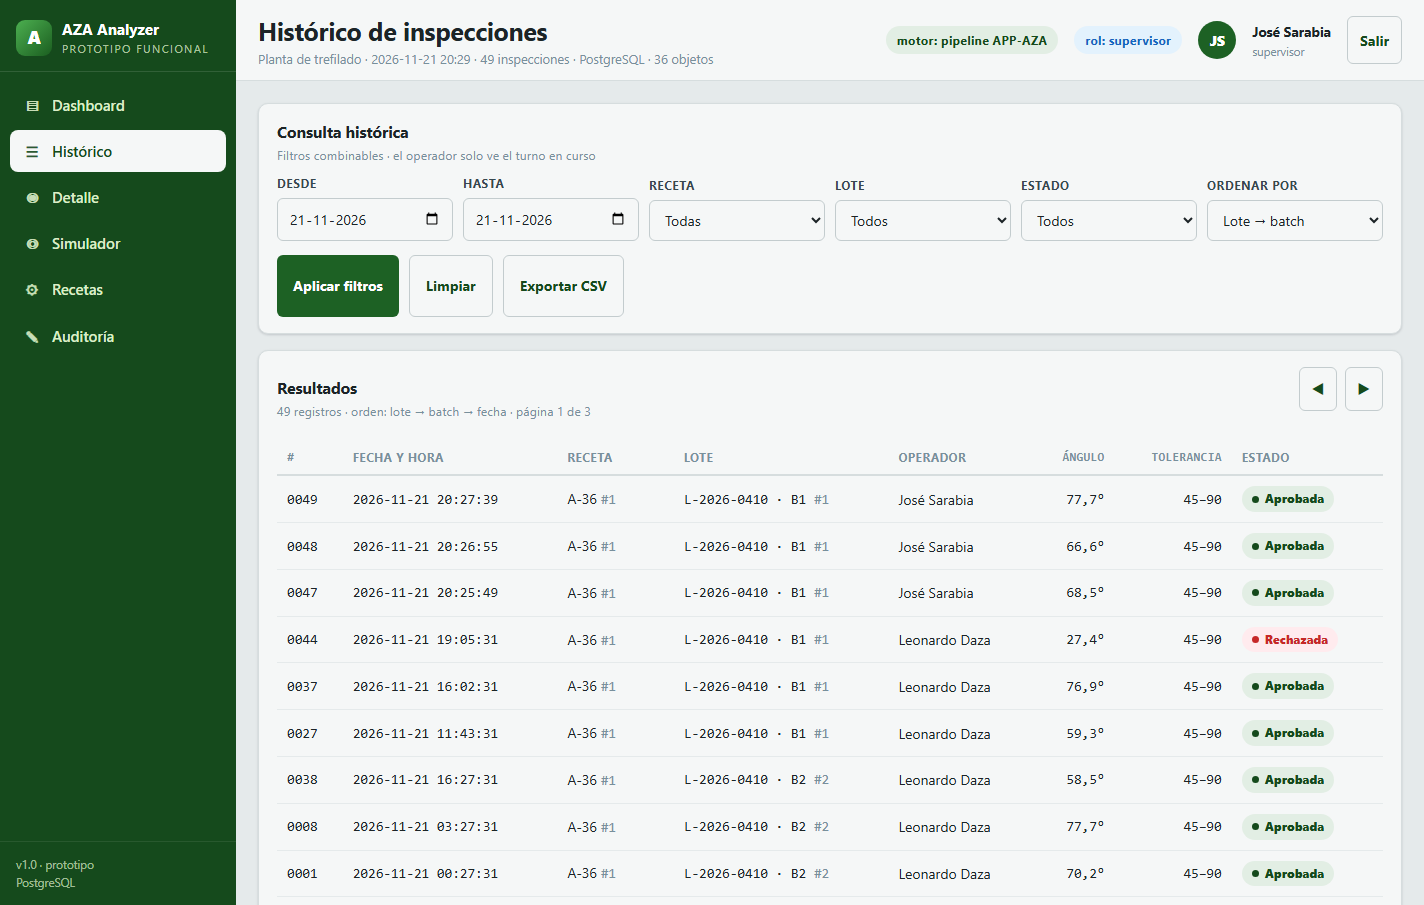 A
AZA Analyzer
PROTOTIPO FUNCIONAL
Dashboard
Histórico
Detalle
Simulador
Recetas
Auditoría
v1.0 · prototipo
PostgreSQL
Histórico de inspecciones
Planta de trefilado · 2026-11-21 20:29 · 49 inspecciones · PostgreSQL · 36 objetos
motor: pipeline APP-AZA
rol: supervisor
JS
José Sarabia
supervisor
Salir
Consulta histórica
Filtros combinables · el operador solo ve el turno en curso
DESDE HASTA RECETA LOTE ESTADO ORDENAR POR
21-11-2026 21-11-2026 Todas Todos Todos Lote → batch
Aplicar filtros Limpiar Exportar CSV
Resultados
49 registros · orden: lote → batch → fecha · página 1 de 3
# FECHA Y HORA RECETA LOTE OPERADOR ÁNGULO TOLERANCIA ESTADO
0049 2026-11-21 20:27:39 A-36 #1 L-2026-0410 · B1 #1 José Sarabia 77,7° 45–90 Aprobada
0048 2026-11-21 20:26:55 A-36 #1 L-2026-0410 · B1 #1 José Sarabia 66,6° 45–90 Aprobada
0047 2026-11-21 20:25:49 A-36 #1 L-2026-0410 · B1 #1 José Sarabia 68,5° 45–90 Aprobada
0044 2026-11-21 19:05:31 A-36 #1 L-2026-0410 · B1 #1 Leonardo Daza 27,4° 45–90 Rechazada
0037 2026-11-21 16:02:31 A-36 #1 L-2026-0410 · B1 #1 Leonardo Daza 76,9° 45–90 Aprobada
0027 2026-11-21 11:43:31 A-36 #1 L-2026-0410 · B1 #1 Leonardo Daza 59,3° 45–90 Aprobada
0038 2026-11-21 16:27:31 A-36 #1 L-2026-0410 · B2 #2 Leonardo Daza 58,5° 45–90 Aprobada
0008 2026-11-21 03:27:31 A-36 #1 L-2026-0410 · B2 #2 Leonardo Daza 77,7° 45–90 Aprobada
0001 2026-11-21 00:27:31 A-36 #1 L-2026-0410 · B2 #2 Leonardo Daza 70,2° 45–90 Aprobada